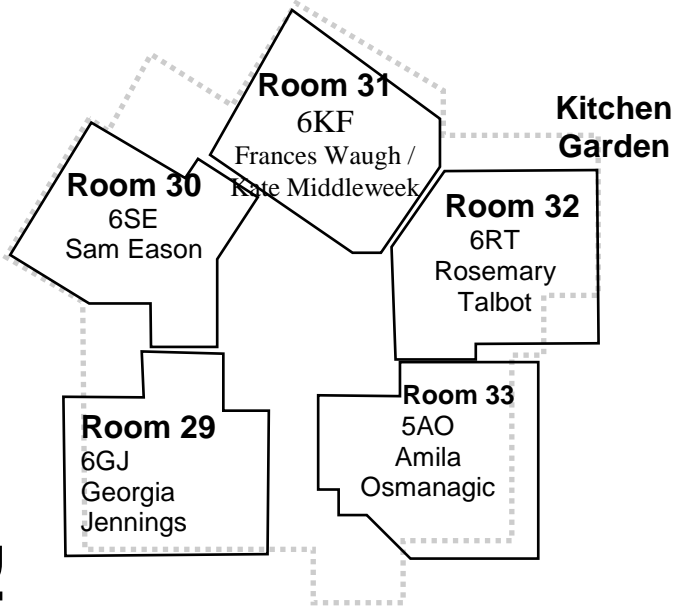 Room 31
6KF
Frances Waugh /
Kate Middleweek
Kitchen
Garden
Room 30
6SE
Sam Eason
Room 32
6RT
Rosemary
Talbot
Room 29
6GJ
Georgia
Jennings
Room 33
5AO
Amila
Osmanagic